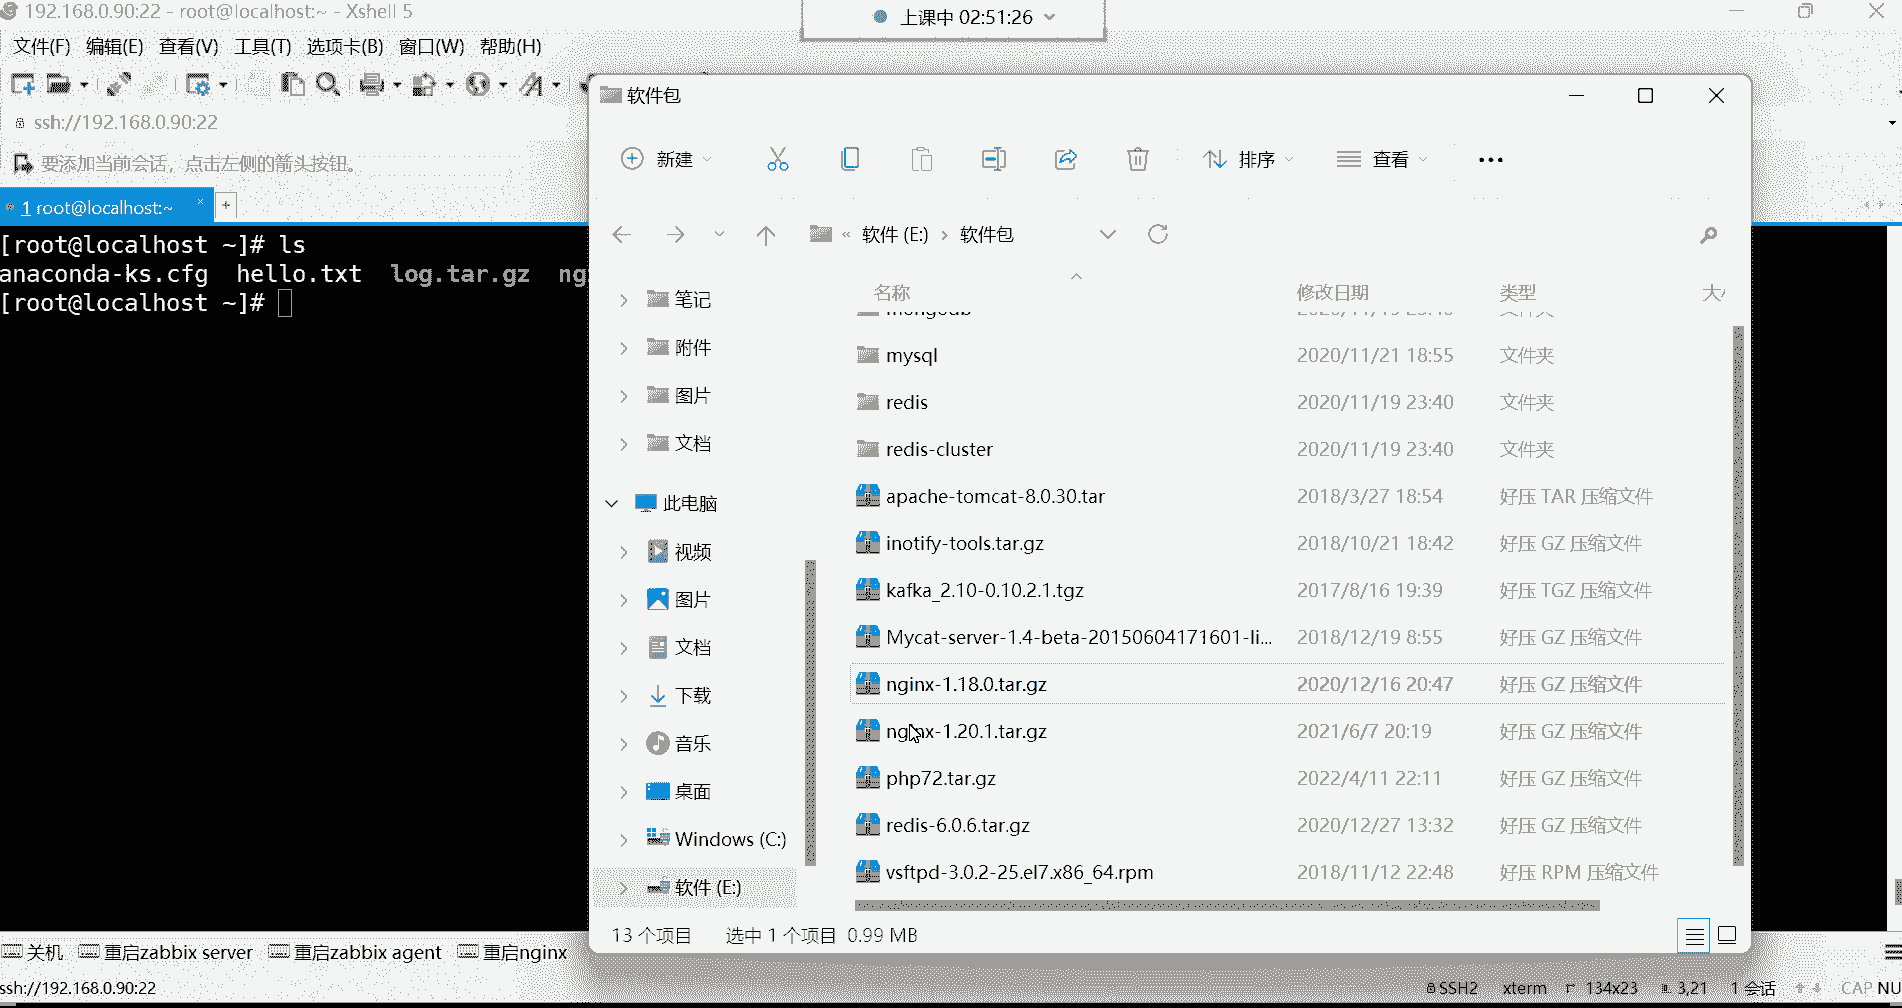 192.168.0.90:22 - root@localhost:~ - Xshell 5
上课中 02:51:26
文件(F) 编辑(E) 查看(V) 工具(T) 选项卡(B) 窗口(W) 帮助(H)
ssh://192.168.0.90:22
要添加当前会话，点击左侧的箭头按钮。
1 root@localhost:~ × +
[root@localhost ~]# ls
anaconda-ks.cfg hello.txt log.tar.gz
[root@localhost ~]#
软件包
新建 排序 查看 •••
« 软件 (E:) › 软件包
笔记
附件
图片
文档
此电脑
视频
图片
文档
下载
音乐
桌面
Windows (C:)
软件 (E:)
名称 修改日期 类型
mysql 2020/11/21 18:55 文件夹
redis 2020/11/19 23:40 文件夹
redis-cluster 2020/11/19 23:40 文件夹
apache-tomcat-8.0.30.tar 2018/3/27 18:54 好压 TAR 压缩文件
inotify-tools.tar.gz 2018/10/21 18:42 好压 GZ 压缩文件
kafka_2.10-0.10.2.1.tgz 2017/8/16 19:39 好压 TGZ 压缩文件
Mycat-server-1.4-beta-20150604171601-li... 2018/12/19 8:55 好压 GZ 压缩文件
nginx-1.18.0.tar.gz 2020/12/16 20:47 好压 GZ 压缩文件
nginx-1.20.1.tar.gz 2021/6/7 20:19 好压 GZ 压缩文件
php72.tar.gz 2022/4/11 22:11 好压 GZ 压缩文件
redis-6.0.6.tar.gz 2020/12/27 13:32 好压 GZ 压缩文件
vsftpd-3.0.2-25.el7.x86_64.rpm 2018/11/12 22:48 好压 RPM 压缩文件
13 个项目 选中 1 个项目 0.99 MB
关机 重启zabbix server 重启zabbix agent 重启nginx
ssh://192.168.0.90:22 SSH2 xterm 134x23 3,21 1 会话 CAP NU